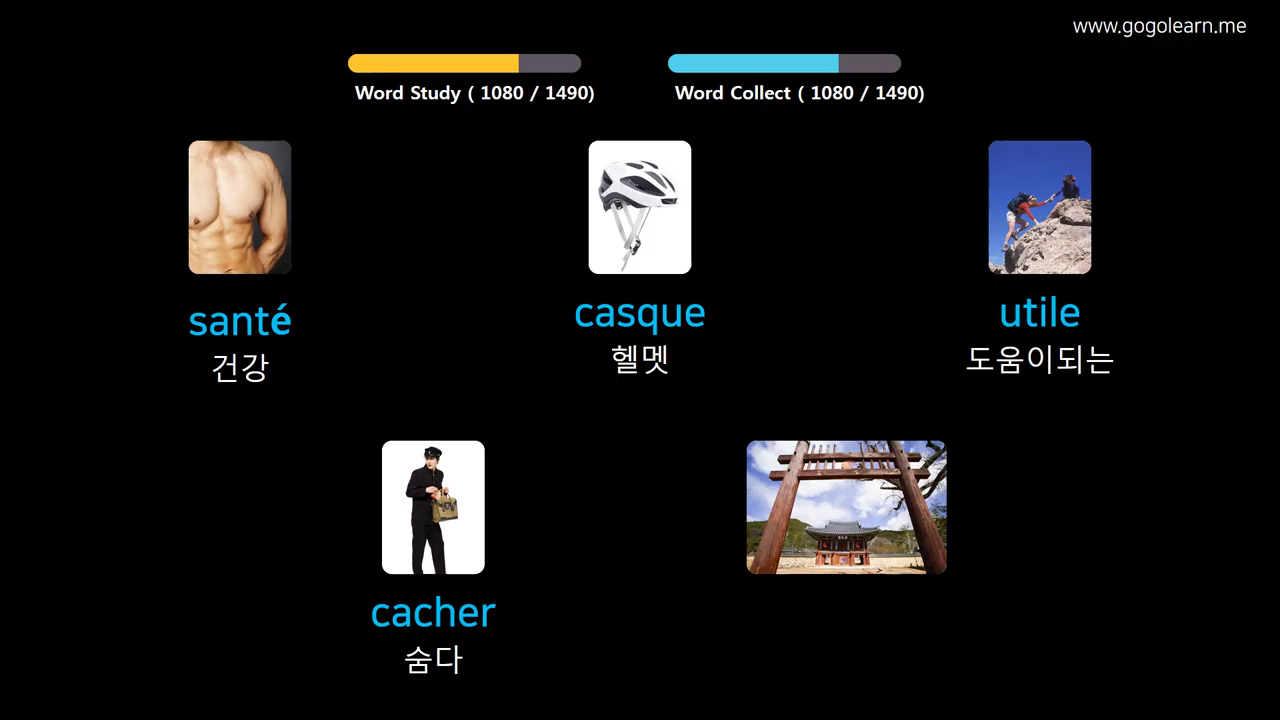 www.gogolearn.me
Word Study ( 1080 / 1490)
Word Collect ( 1080 / 1490)
santé
건강
casque
헬멧
utile
도움이되는
cacher
숨다